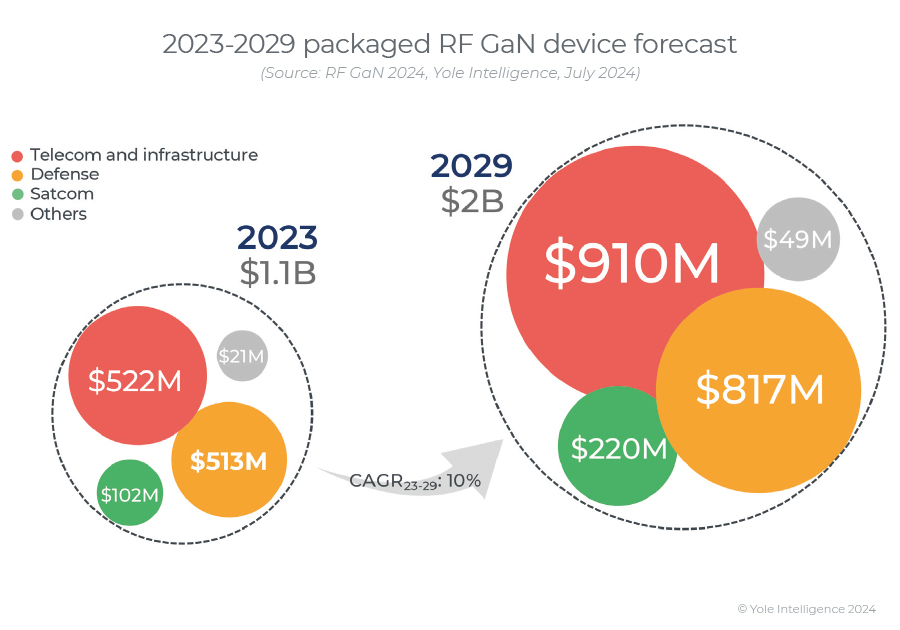 2023-2029 packaged RF GaN device forecast
(Source: RF GaN 2024, Yole Intelligence, July 2024)
Telecom and infrastructure
Defense
Satcom
Others
2023
$1.1B
$522M
$21M
$513M
$102M
CAGR23-29: 10%
2029
$2B
$910M
$49M
$817M
$220M
© Yole Intelligence 2024